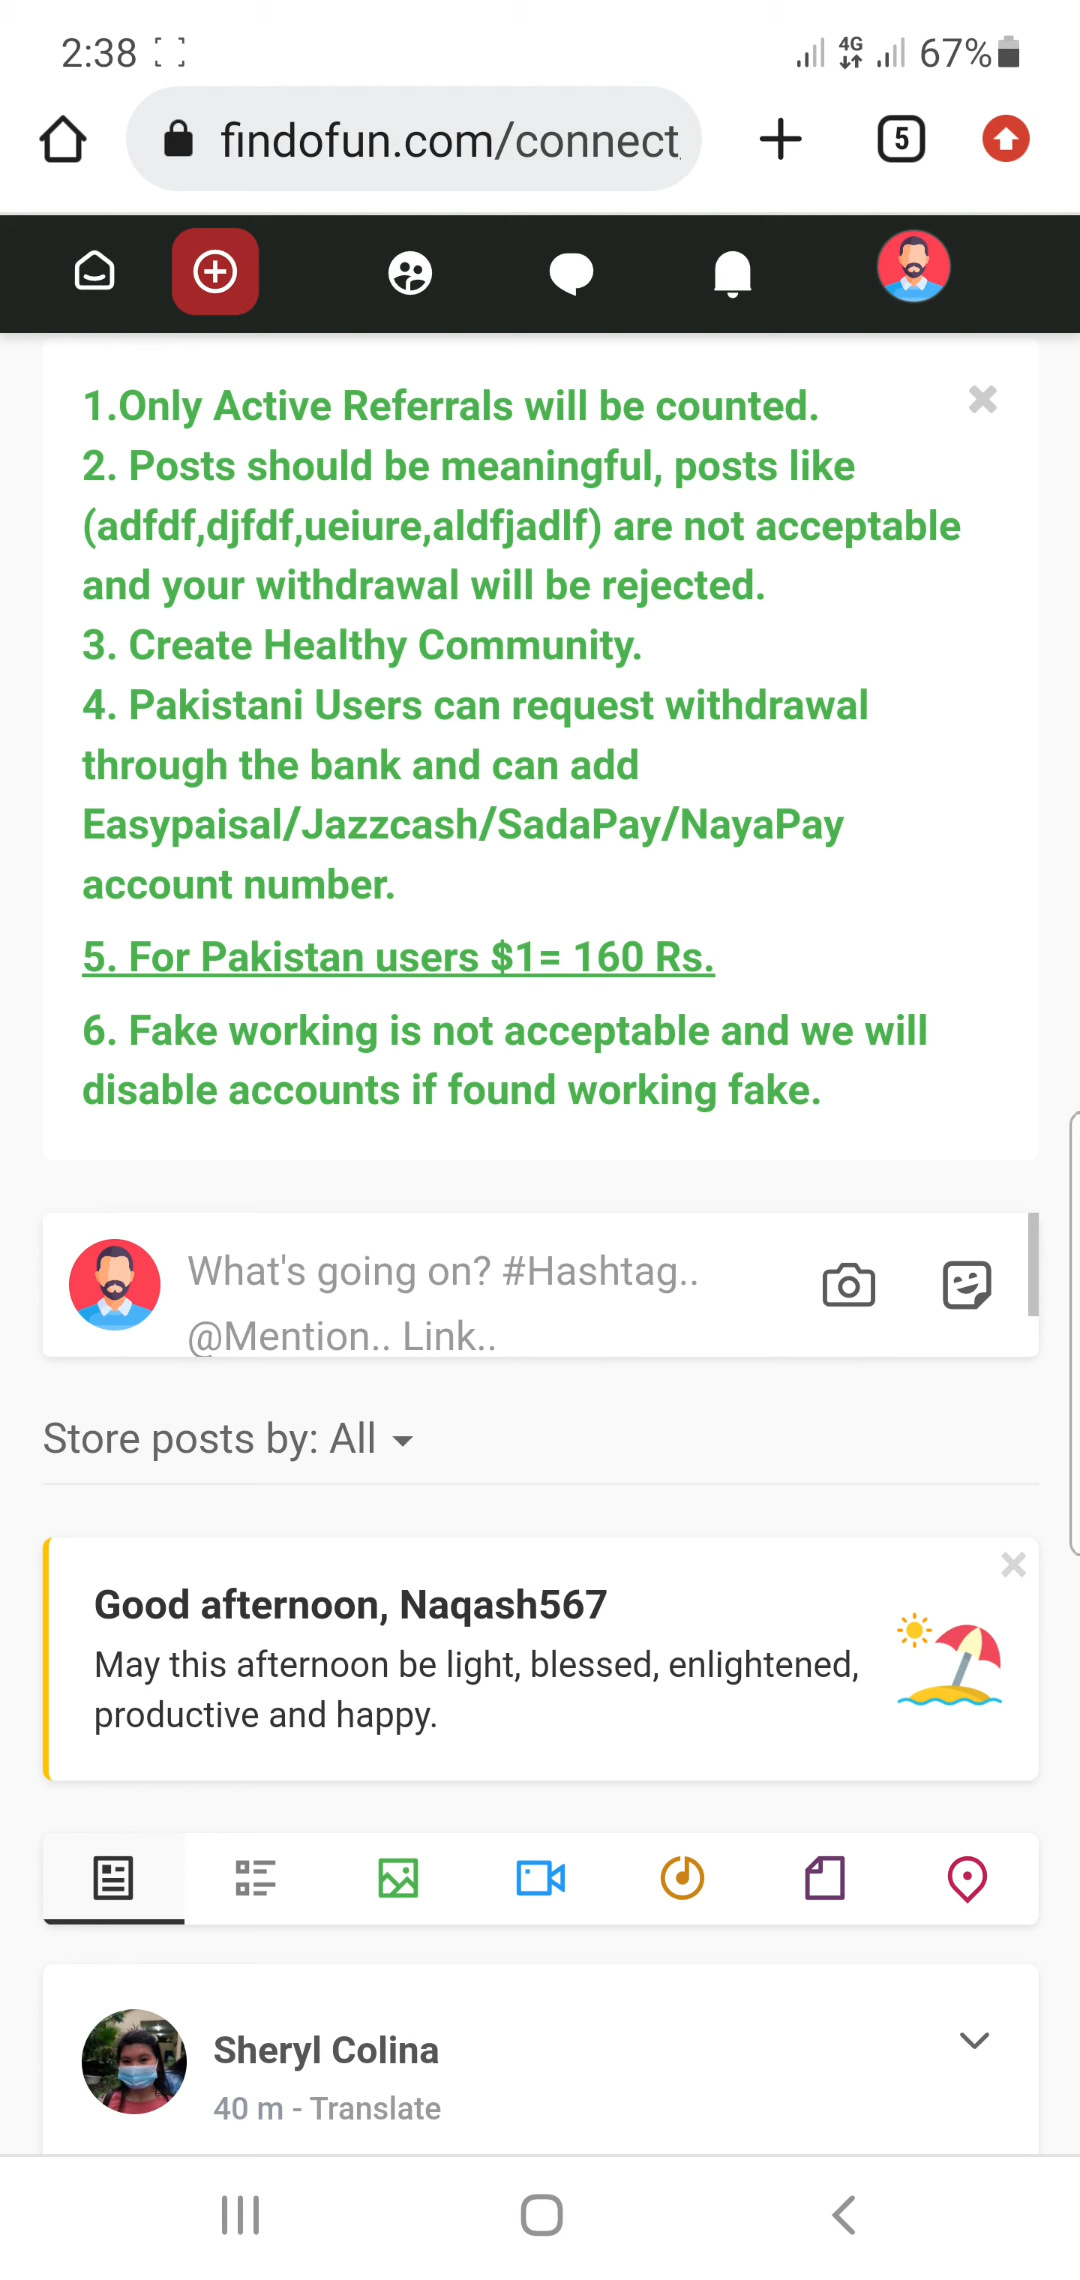 2:38
4G
67%
findofun.com/connect
5
1.Only Active Referrals will be counted.
2. Posts should be meaningful, posts like
(adfdf,djfdf,ueiure,aldfjadlf) are not acceptable
and your withdrawal will be rejected.
3. Create Healthy Community.
4. Pakistani Users can request withdrawal
through the bank and can add
Easypaisal/Jazzcash/SadaPay/NayaPay
account number.
5. For Pakistan users $1= 160 Rs.
6. Fake working is not acceptable and we will
disable accounts if found working fake.
What's going on? #Hashtag..
@Mention.. Link..
Store posts by: All
Good afternoon, Naqash567
May this afternoon be light, blessed, enlightened,
productive and happy.
Sheryl Colina
40 m - Translate